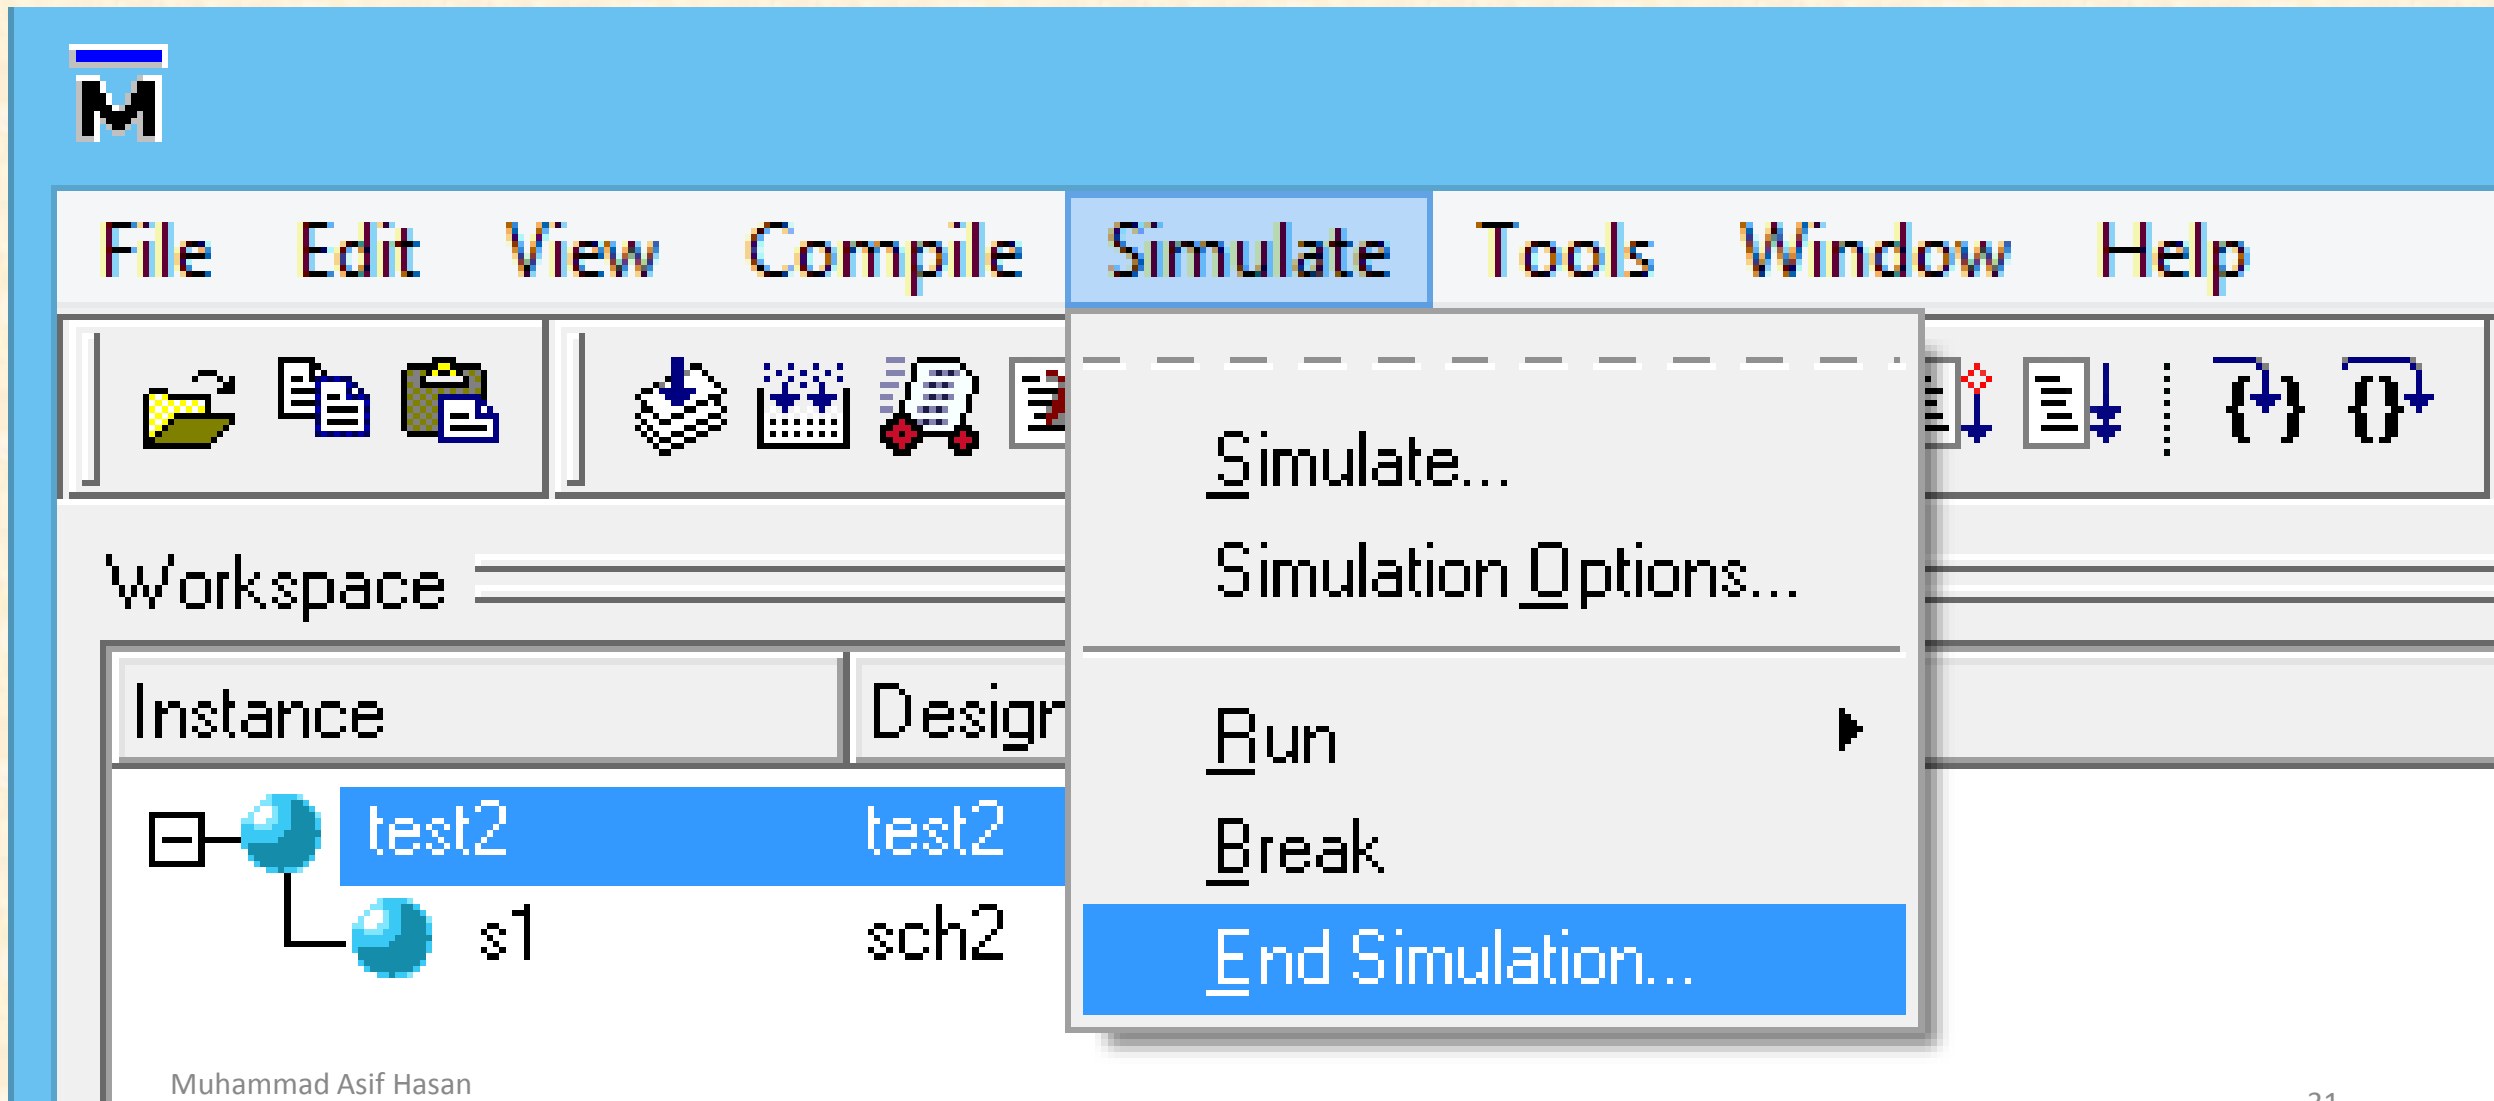 M
File Edit View Compile Simulate Tools Window Help
Simulate...
Simulation Options...
Workspace
Instance Design
Run
test2 test2
Break
s1 sch2
End Simulation...
Muhammad Asif Hasan